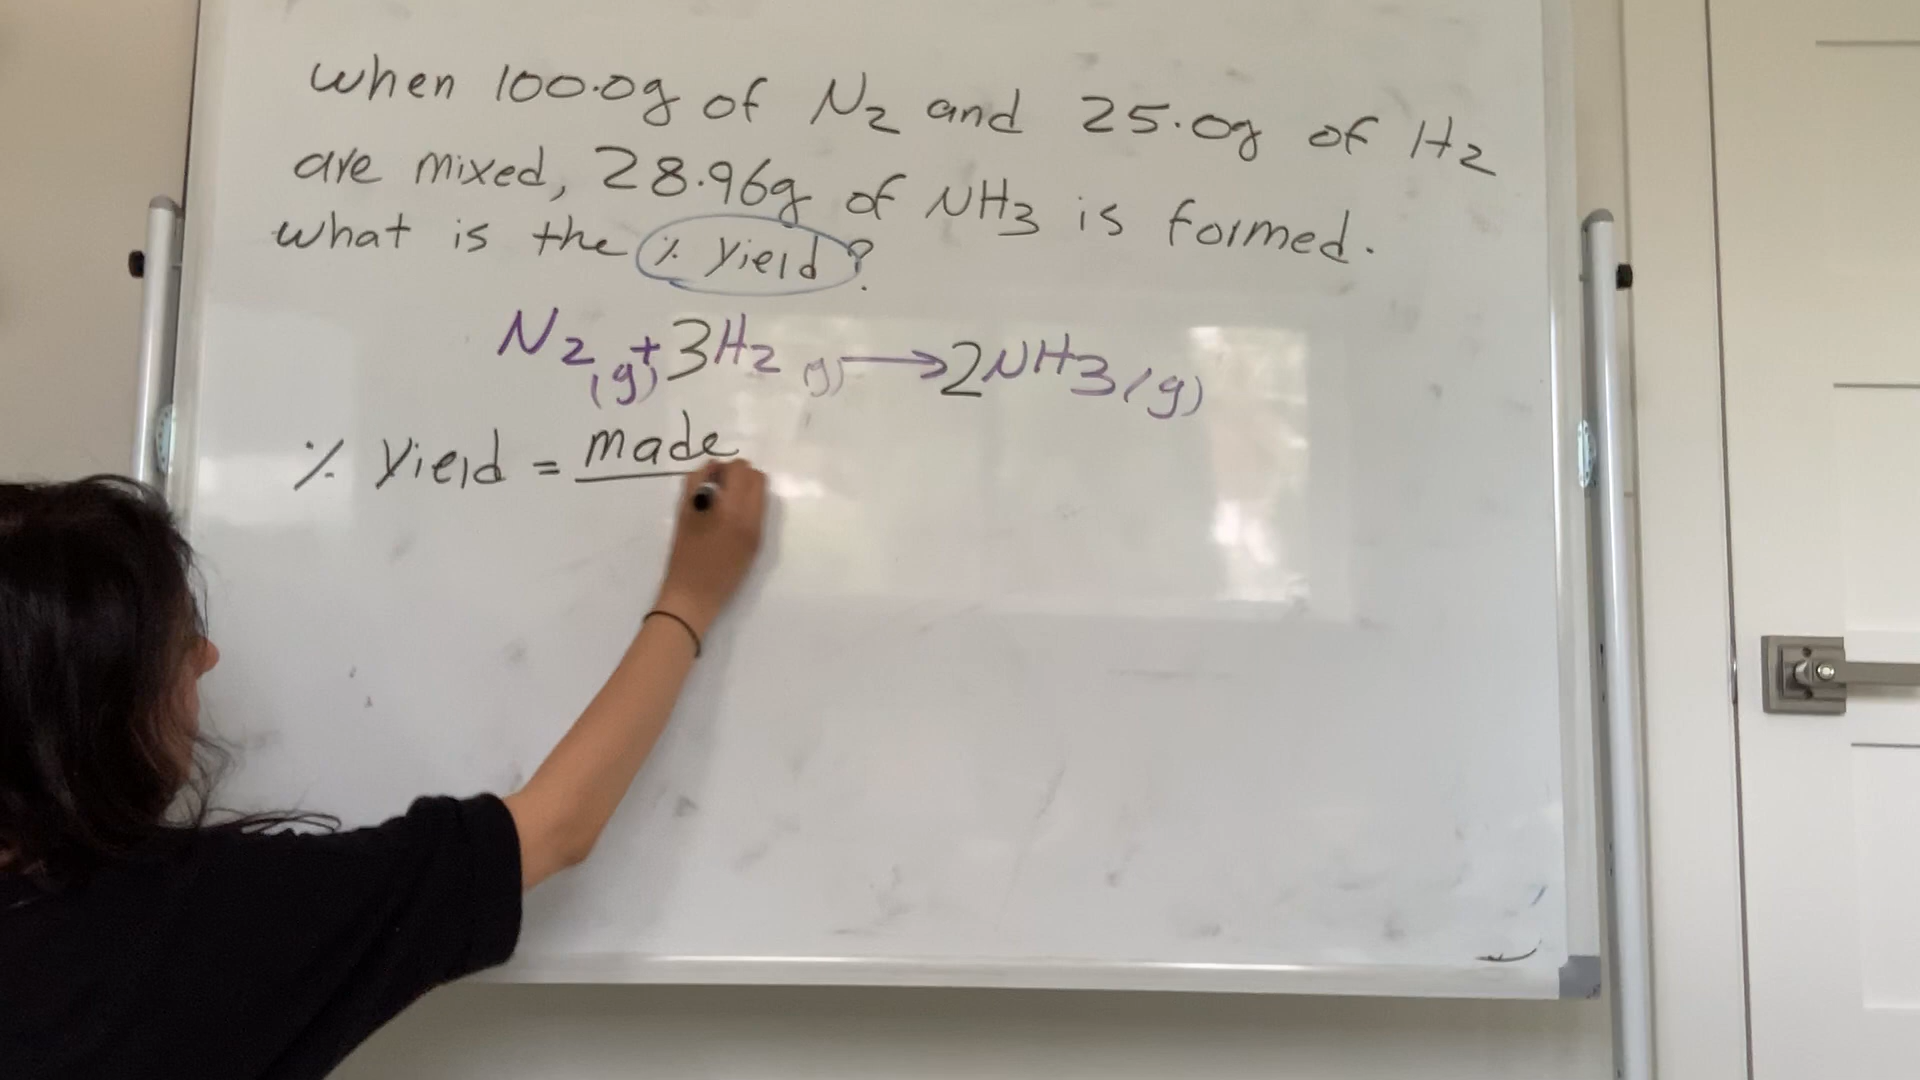 when 100.0g of N2 and 25.0g of H2
are mixed, 28.96g of NH3 is formed.
what is the % Yield?
N2(g) + 3H2 (g) → 2NH3(g)
% Yield = made